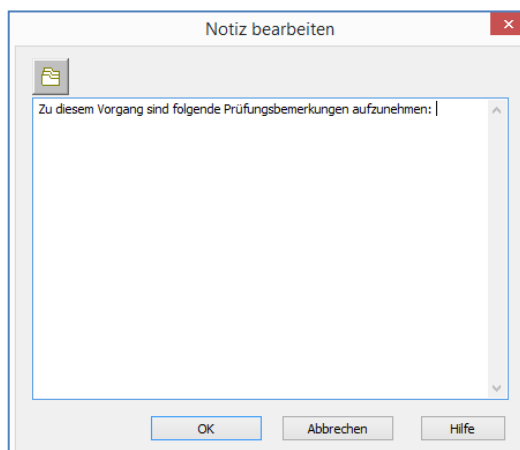 Notiz bearbeiten
Zu diesem Vorgang sind folgende Prüfungsbemerkungen aufzunehmen:
OK Abbrechen Hilfe